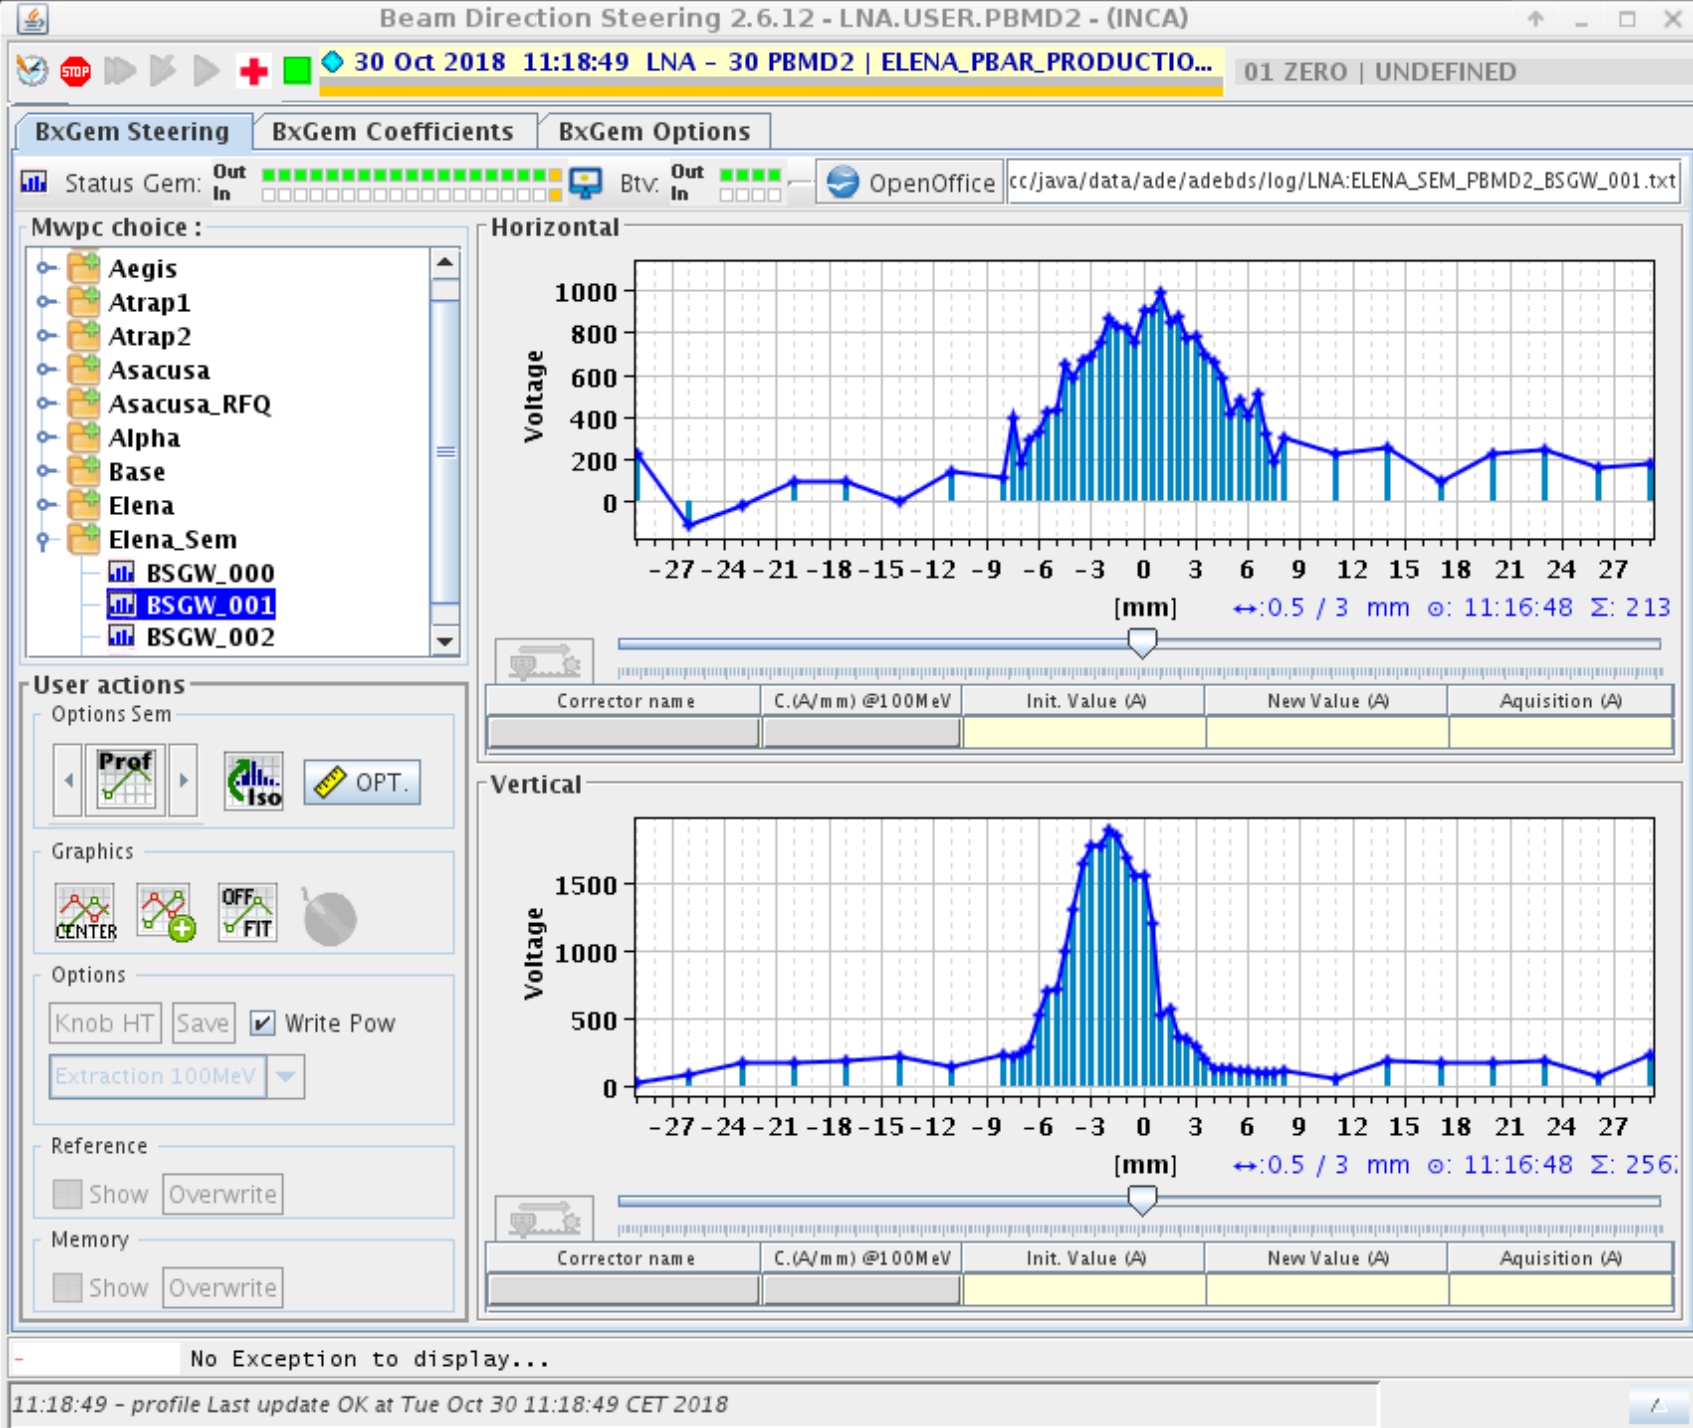 Beam Direction Steering 2.6.12 - LNA.USER.PBMD2 - (INCA)
STOP
30 Oct 2018 11:18:49 LNA - 30 PBMD2 | ELENA_PBAR_PRODUCTIO...
01 ZERO | UNDEFINED
BxGem Steering
BxGem Coefficients
BxGem Options
Status Gem:
Out
In
Btv:
Out
In
OpenOffice
cc/java/data/ade/adebds/log/LNA:ELENA_SEM_PBMD2_BSGW_001.txt
Mwpc choice :
Aegis
Atrap1
Atrap2
Asacusa
Asacusa_RFQ
Alpha
Base
Elena
Elena_Sem
BSGW_000
BSGW_001
BSGW_002
User actions
Options Sem
Prof
Iso
OPT.
Graphics
CENTER
OFF
FIT
Options
Knob HT
Save
Write Pow
Extraction 100MeV
Reference
Show
Overwrite
Memory
Show
Overwrite
Horizontal
Voltage
1000
800
600
400
200
0
-27 -24 -21 -18 -15 -12 -9 -6 -3 0 3 6 9 12 15 18 21 24 27
[mm]
↔:0.5 / 3 mm ⊙: 11:16:48 Σ: 213
Corrector name
C.(A/mm) @100MeV
Init. Value (A)
New Value (A)
Aquisition (A)
Vertical
Voltage
1500
1000
500
0
-27 -24 -21 -18 -15 -12 -9 -6 -3 0 3 6 9 12 15 18 21 24 27
[mm]
↔:0.5 / 3 mm ⊙: 11:16:48 Σ: 256
Corrector name
C.(A/mm) @100MeV
Init. Value (A)
New Value (A)
Aquisition (A)
- No Exception to display...
11:18:49 - profile Last update OK at Tue Oct 30 11:18:49 CET 2018